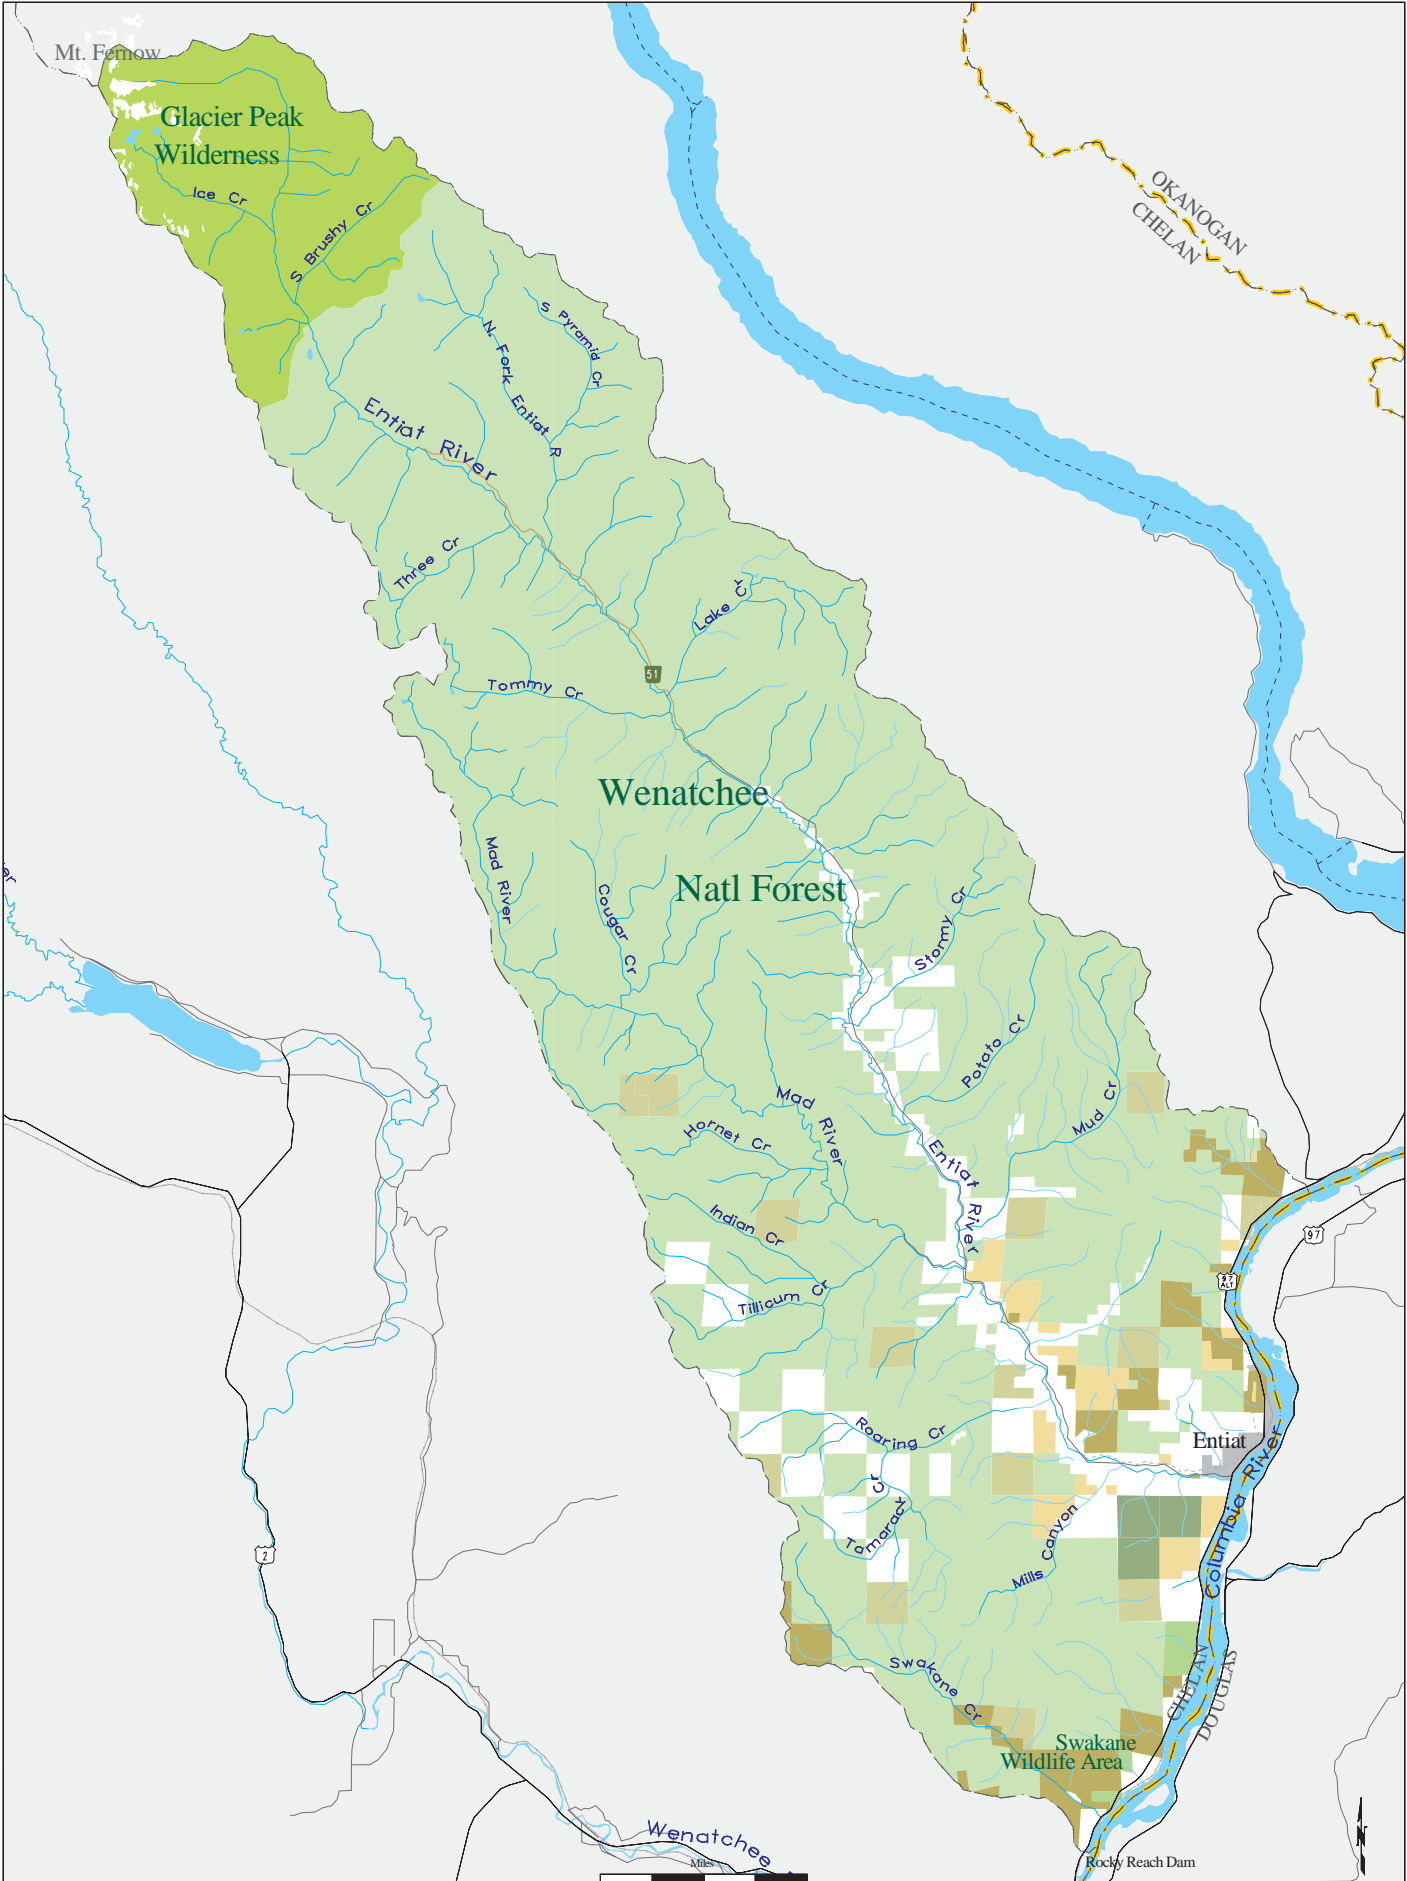 Mt. Fernow
Glacier Peak
Wilderness
Ice Cr
S Brushy Cr
OKANOGAN
CHELAN
S Pyramid Cr
N. Fork Entiat R
Entiat River
Three Cr
Lake Cr
51
Tommy Cr
Wenatchee
Natl Forest
Mad River
Cougar Cr
er
Stormy Cr
Potato Cr
Mud Cr
Mad River
Hornet Cr
Entiat River
Indian Cr
Tillicum Cr
97
97
ALT
Roaring Cr
Entiat
Tamarack Cr
Mills Canyon
Columbia River
2
Swakane Cr
CHELAN
DOUGLAS
Swakane
Wildlife Area
Wenatchee
Miles
Rocky Reach Dam
N